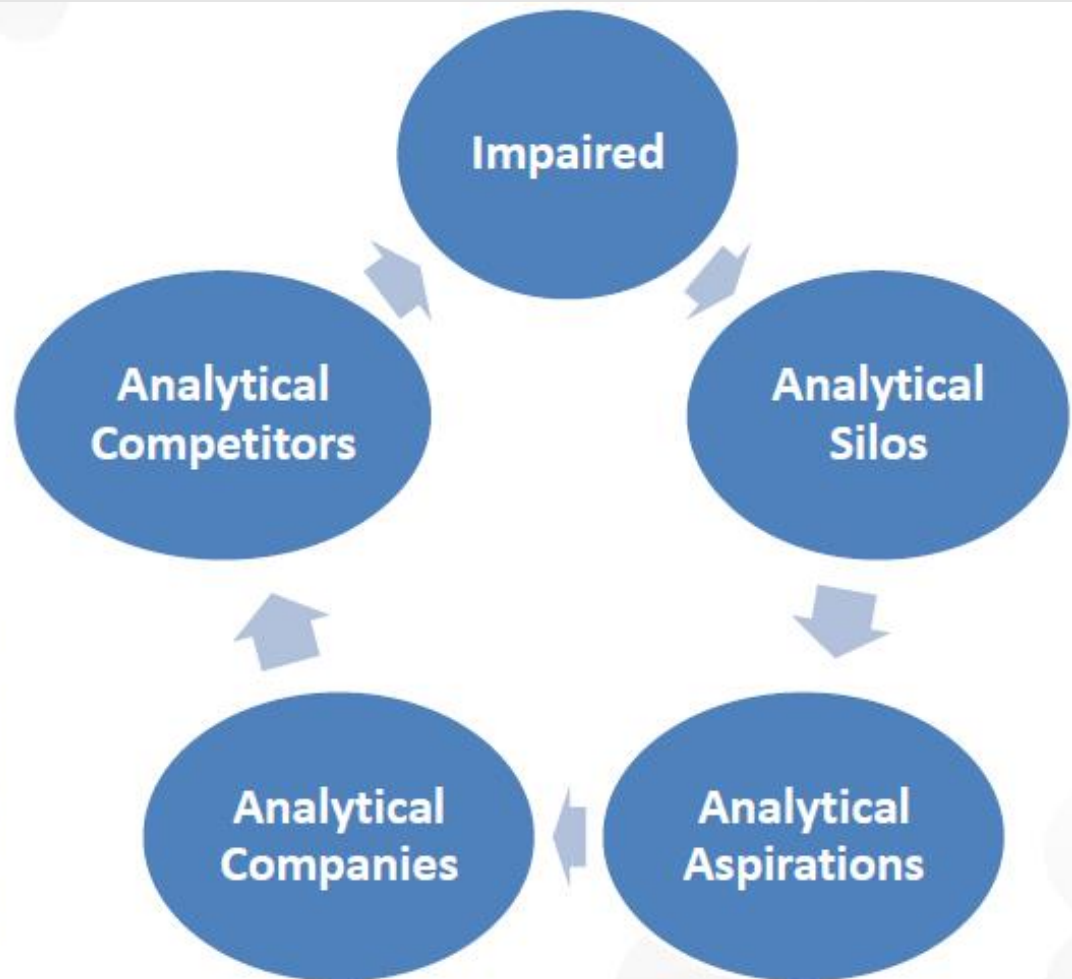 Impaired
Analytical
Silos
Analytical
Aspirations
Analytical
Companies
Analytical
Competitors